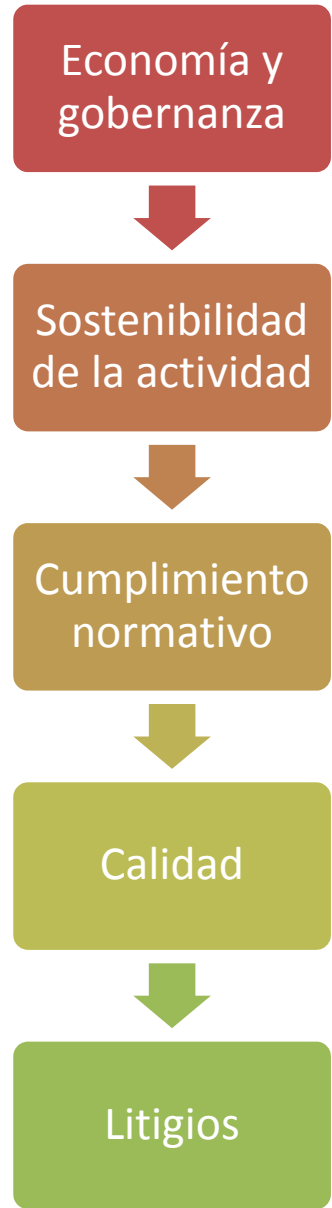 Economía y
gobernanza
Sostenibilidad
de la actividad
Cumplimiento
normativo
Calidad
Litigios